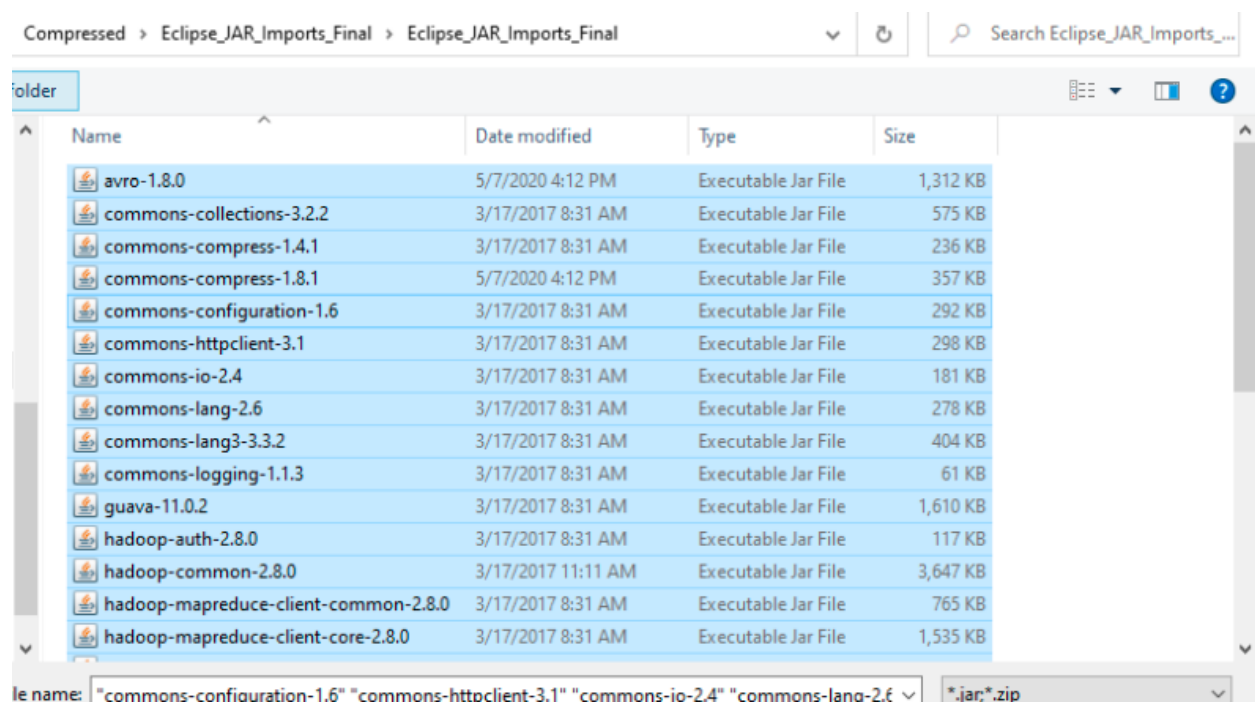 Compressed > Eclipse_JAR_Imports_Final > Eclipse_JAR_Imports_Final Search Eclipse_JAR_Imports_...
folder
Name Date modified Type Size
avro-1.8.0 5/7/2020 4:12 PM Executable Jar File 1,312 KB
commons-collections-3.2.2 3/17/2017 8:31 AM Executable Jar File 575 KB
commons-compress-1.4.1 3/17/2017 8:31 AM Executable Jar File 236 KB
commons-compress-1.8.1 5/7/2020 4:12 PM Executable Jar File 357 KB
commons-configuration-1.6 3/17/2017 8:31 AM Executable Jar File 292 KB
commons-httpclient-3.1 3/17/2017 8:31 AM Executable Jar File 298 KB
commons-io-2.4 3/17/2017 8:31 AM Executable Jar File 181 KB
commons-lang-2.6 3/17/2017 8:31 AM Executable Jar File 278 KB
commons-lang3-3.3.2 3/17/2017 8:31 AM Executable Jar File 404 KB
commons-logging-1.1.3 3/17/2017 8:31 AM Executable Jar File 61 KB
guava-11.0.2 3/17/2017 8:31 AM Executable Jar File 1,610 KB
hadoop-auth-2.8.0 3/17/2017 8:31 AM Executable Jar File 117 KB
hadoop-common-2.8.0 3/17/2017 11:11 AM Executable Jar File 3,647 KB
hadoop-mapreduce-client-common-2.8.0 3/17/2017 8:31 AM Executable Jar File 765 KB
hadoop-mapreduce-client-core-2.8.0 3/17/2017 8:31 AM Executable Jar File 1,535 KB
le name: "commons-configuration-1.6" "commons-httpclient-3.1" "commons-io-2.4" "commons-lang-2.6 *.jar;*.zip